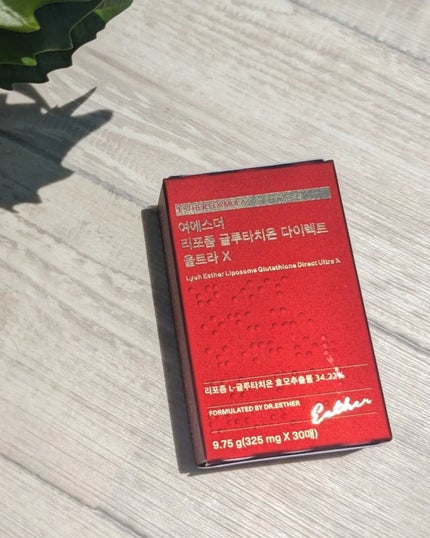 ESTHER FORMULA
여에스더
리포좀 글루타치온 다이렉트
울트라 X
Lyuh Esther Liposome Glutathione Direct Ultra X
리포좀 L-글루타치온 효모추출물 34.22%
FORMULATED BY DR.ESTHER
Esther
9.75 g(325 mg X 30매)